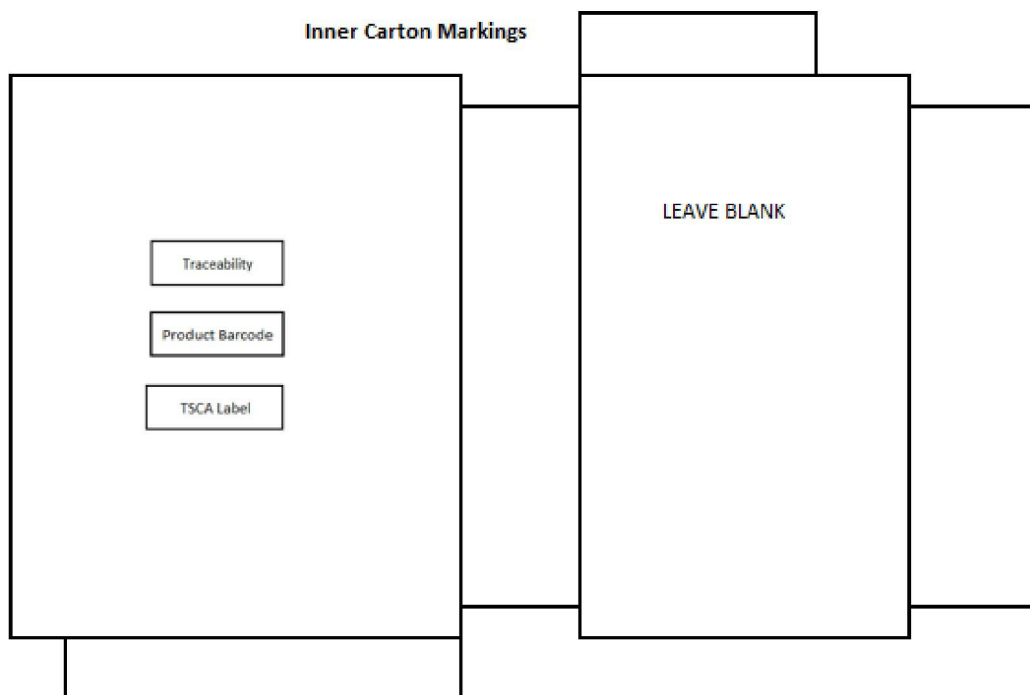 Inner Carton Markings
LEAVE BLANK
Traceability
Product Barcode
TSCA Label